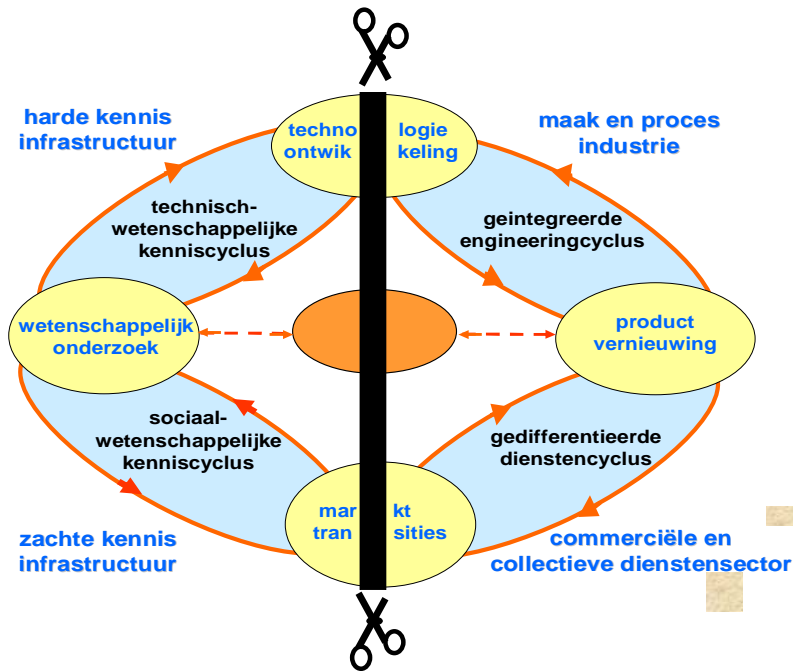 harde kennis
infrastructuur
techno logie
ontwik keling
maak en proces
industrie
technisch-
wetenschappelijke
kenniscyclus
geintegreerde
engineeringcyclus
wetenschappelijk
onderzoek
product
vernieuwing
sociaal-
wetenschappelijke
kenniscyclus
gedifferentieerde
dienstencyclus
mar kt
tran sities
zachte kennis
infrastructuur
commerciële en
collectieve dienstensector